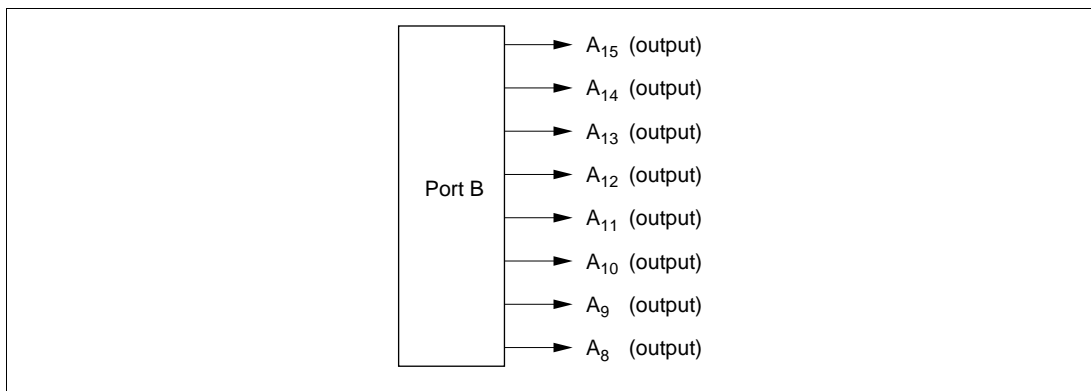 A15 (output)
A14 (output)
A13 (output)
A12 (output)
Port B
A11 (output)
A10 (output)
A9 (output)
A8 (output)